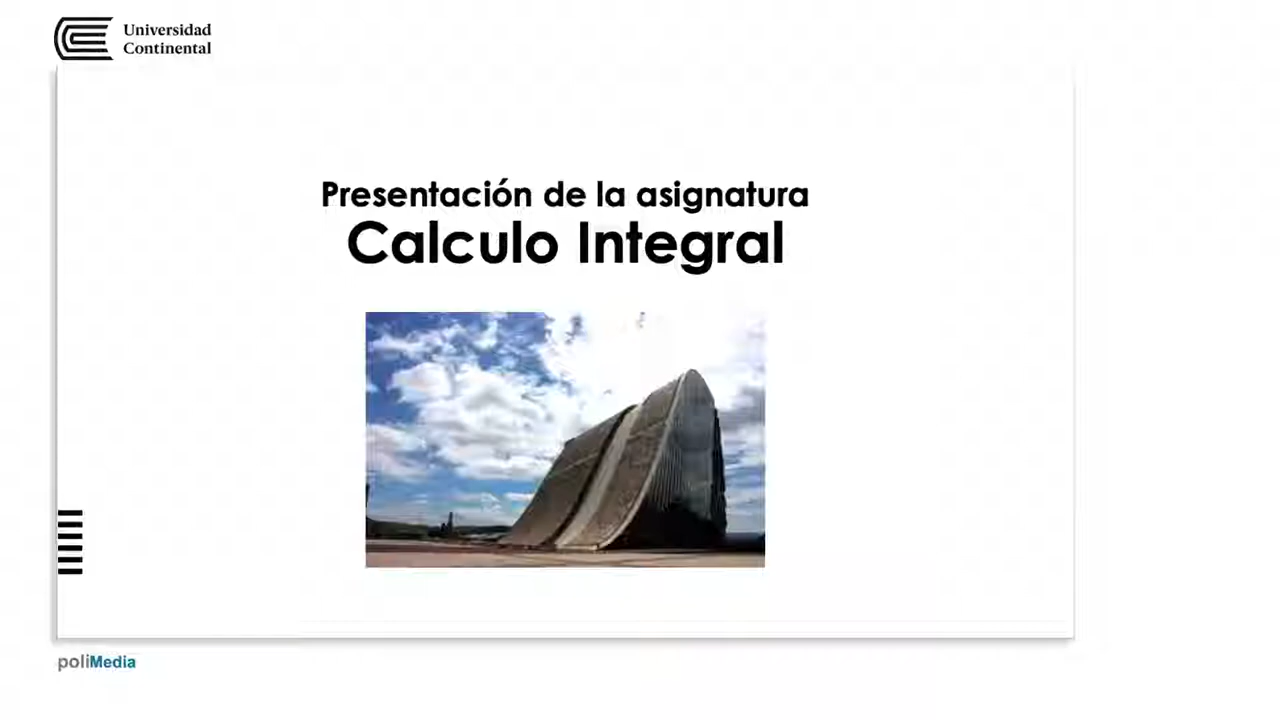 Universidad
Continental
Presentación de la asignatura
Calculo Integral
poliMedia